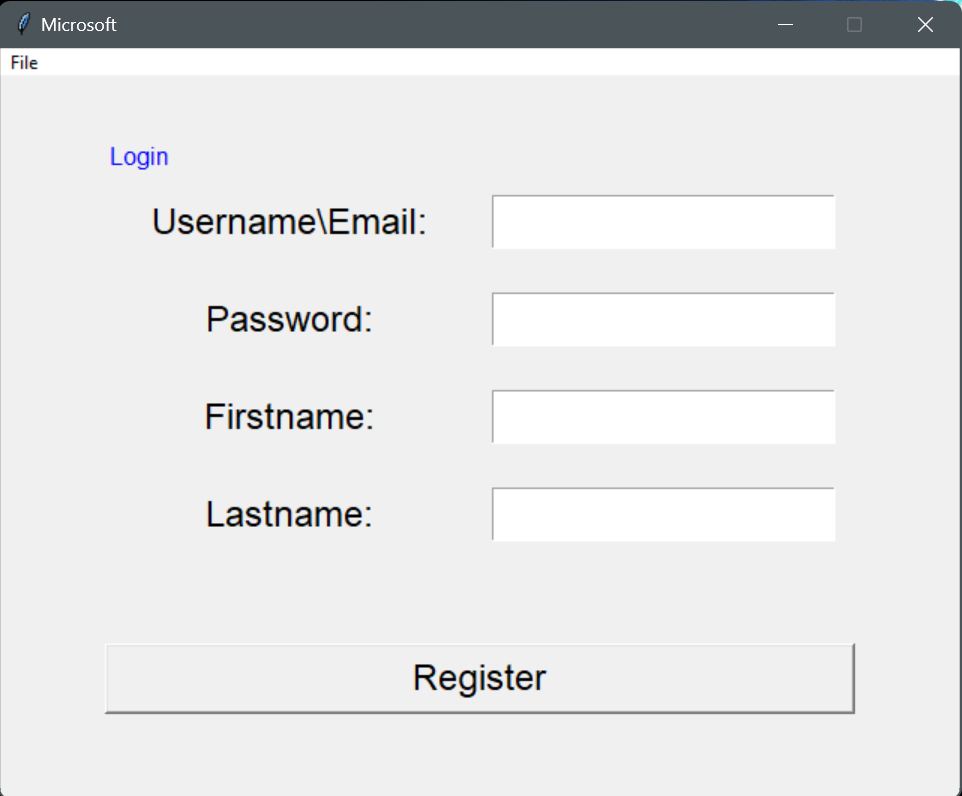 Microsoft
File
Login
Username\Email:
Password:
Firstname:
Lastname:
Register